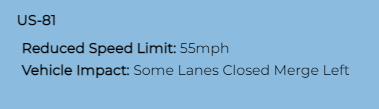 US-81
Reduced Speed Limit: 55mph
Vehicle Impact: Some Lanes Closed Merge Left